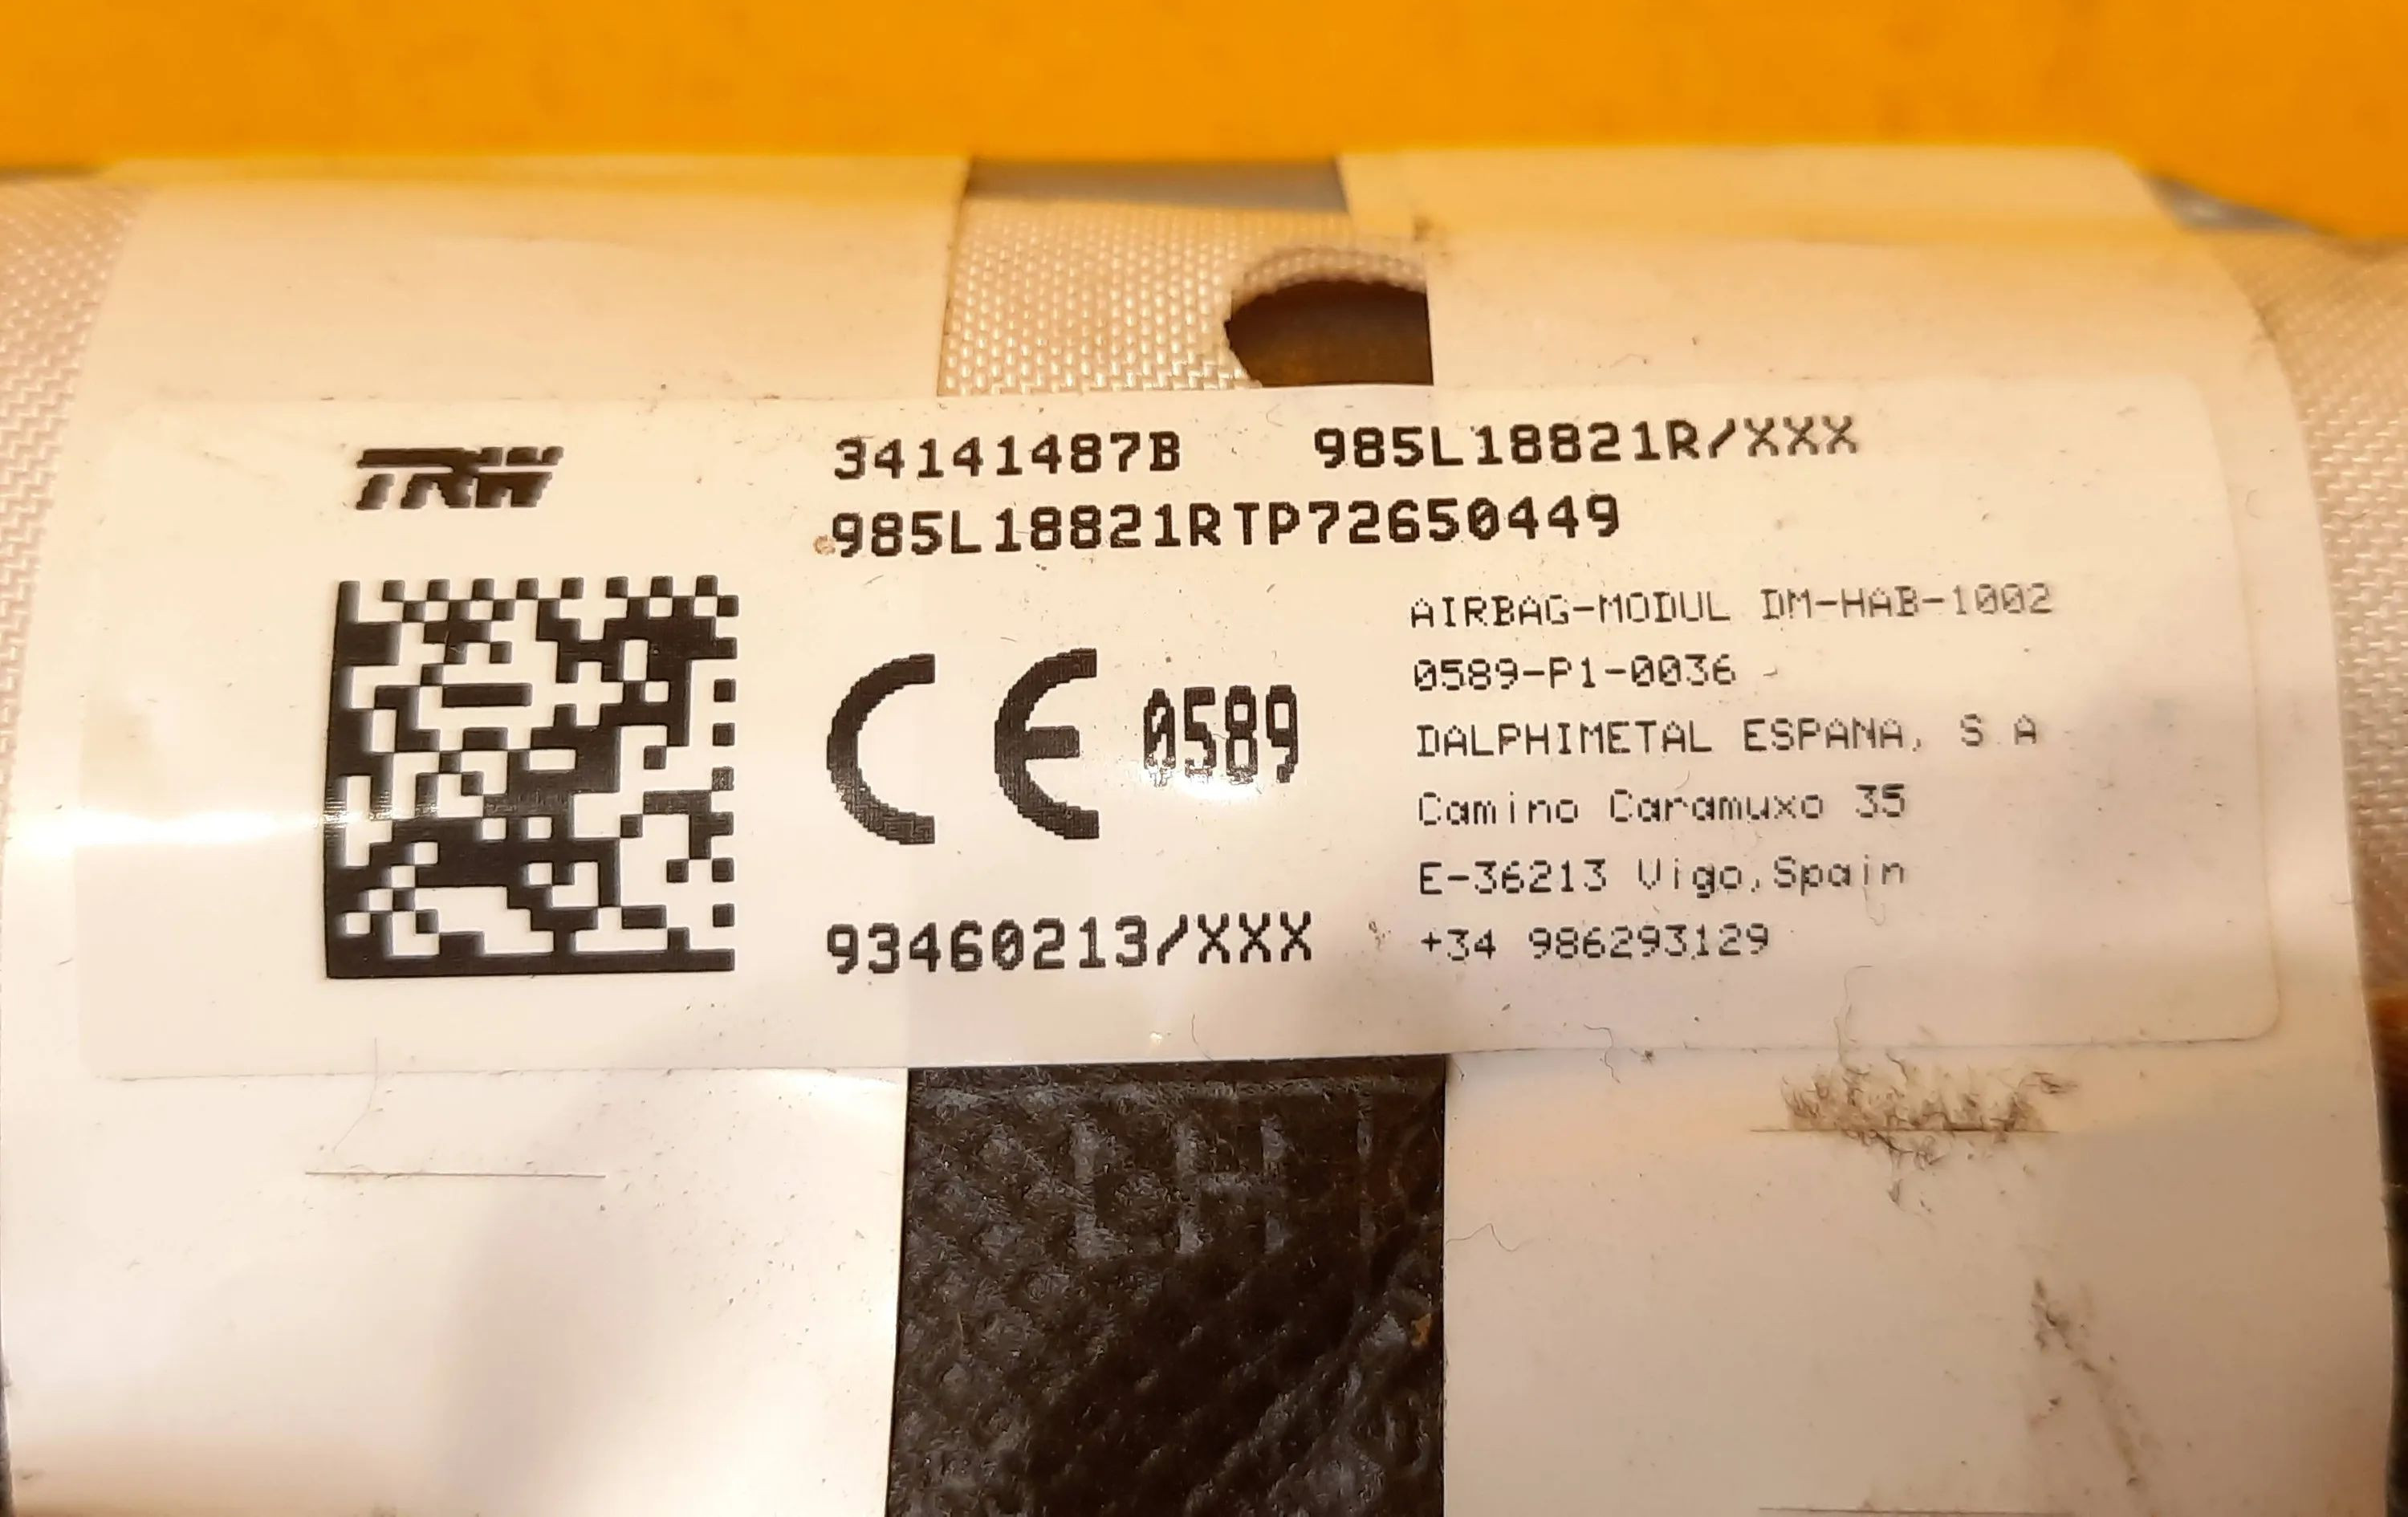 TRW
34141487B 985L18821R/XXX
985L18821RTP72650449
CE 0589
AIRBAG-MODUL DM-HAB-1002
0589-P1-0036
DALPHIMETAL ESPANA, S A
Camino Caramuxo 35
E-36213 Vigo,Spain
+34 986293129
93460213/XXX